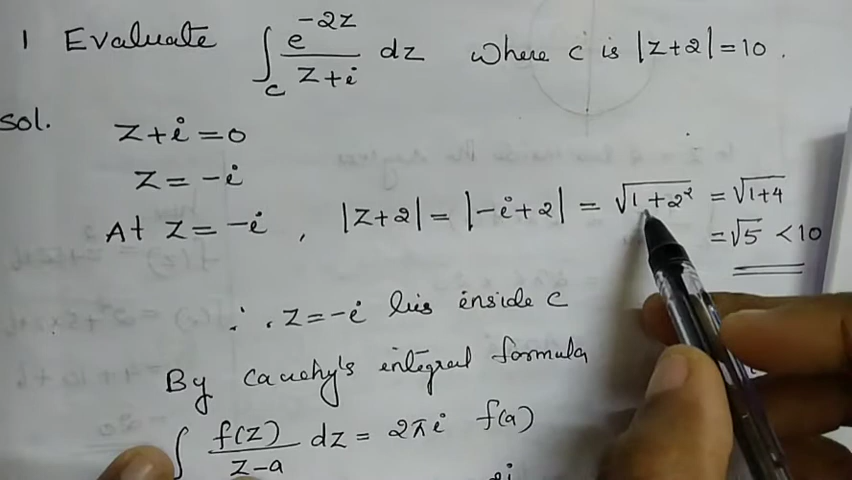 1 Evaluate ∫_C e^{-2z}/(z+i) dz where c is |z+2|=10.
Sol. z+i=0
z=-i
At z=-i, |z+2|=|-i+2|=√(1+2²)=√(1+4)
=√5 <10
∴ z=-i lies inside c
By cauchy's integral formula
∫ f(z)/(z-a) dz = 2πi f(a)